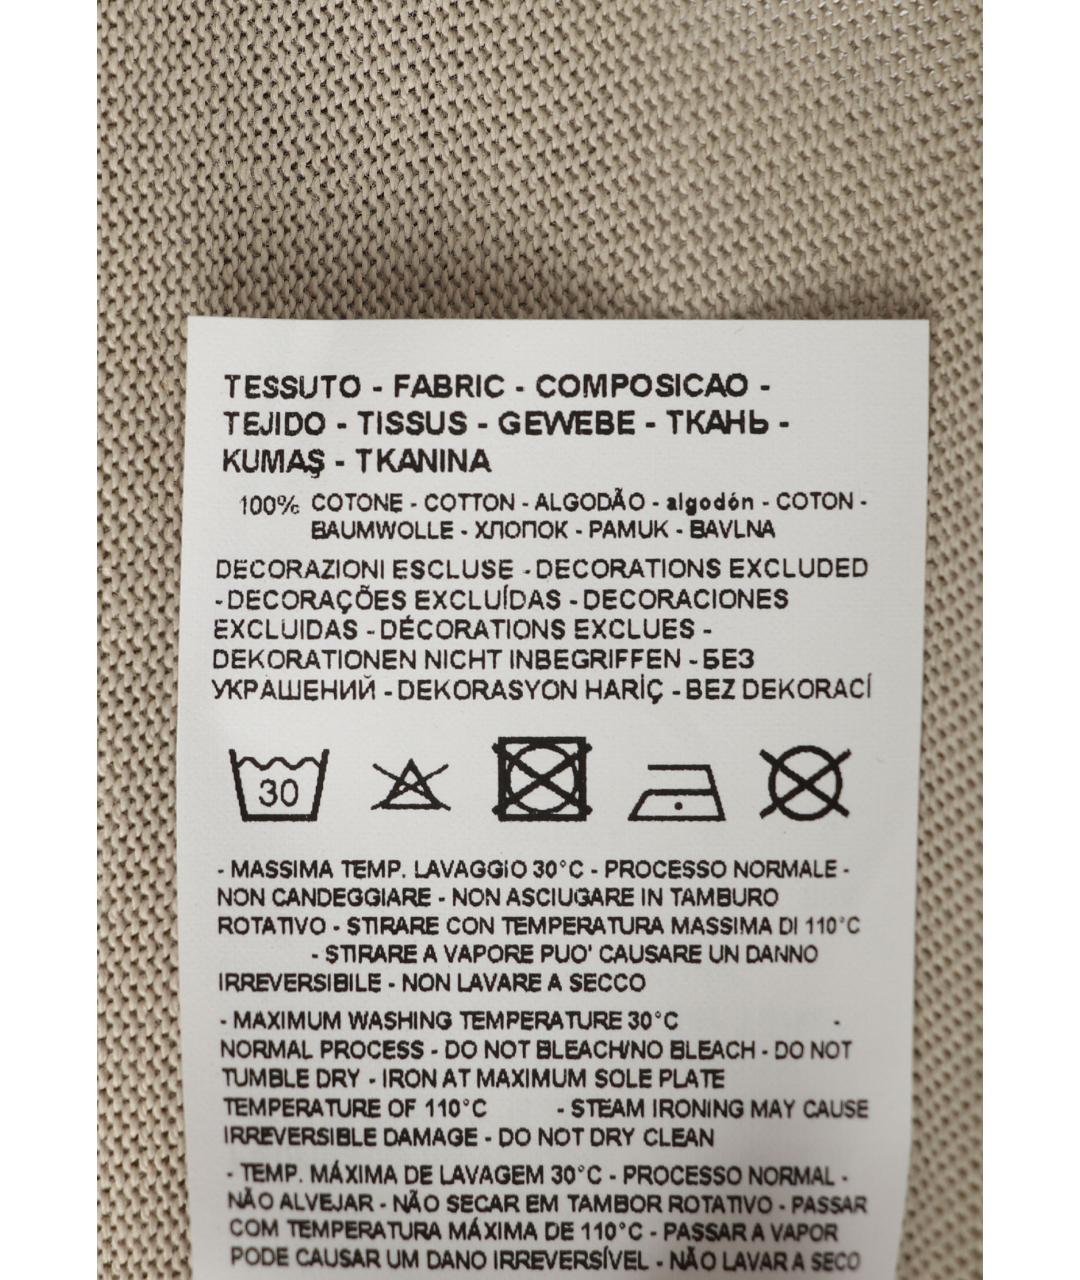 TESSUTO - FABRIC - COMPOSICAO -
TEJIDO - TISSUS - GEWEBE - ТКАНЬ -
KUMAŞ - TKANINA
100% COTONE - COTTON - ALGODÃO - algodón - COTON -
BAUMWOLLE - ХЛОПОК - PAMUK - BAVLNA
DECORAZIONI ESCLUSE - DECORATIONS EXCLUDED
- DECORAÇÕES EXCLUÍDAS - DECORACIONES
EXCLUIDAS - DÉCORATIONS EXCLUES -
DEKORATIONEN NICHT INBEGRIFFEN - БЕЗ
УКРАШЕНИЙ - DEKORASYON HARİÇ - BEZ DEKORACÍ
30
- MASSIMA TEMP. LAVAGGIO 30°C - PROCESSO NORMALE -
NON CANDEGGIARE - NON ASCIUGARE IN TAMBURO
ROTATIVO - STIRARE CON TEMPERATURA MASSIMA DI 110°C
- STIRARE A VAPORE PUO' CAUSARE UN DANNO
IRREVERSIBILE - NON LAVARE A SECCO
- MAXIMUM WASHING TEMPERATURE 30°C -
NORMAL PROCESS - DO NOT BLEACH/NO BLEACH - DO NOT
TUMBLE DRY - IRON AT MAXIMUM SOLE PLATE
TEMPERATURE OF 110°C - STEAM IRONING MAY CAUSE
IRREVERSIBLE DAMAGE - DO NOT DRY CLEAN
- TEMP. MÁXIMA DE LAVAGEM 30°C - PROCESSO NORMAL -
NÃO ALVEJAR - NÃO SECAR EM TAMBOR ROTATIVO - PASSAR
COM TEMPERATURA MÁXIMA DE 110°C - PASSAR A VAPOR
PODE CAUSAR UM DANO IRREVERSÍVEL - NÃO LAVAR A SECO